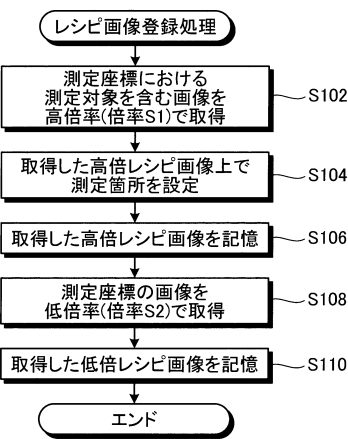 レシピ画像登録処理
測定座標における
測定対象を含む画像を
高倍率(倍率S1)で取得
S102
取得した高倍レシピ画像上で
測定箇所を設定
S104
取得した高倍レシピ画像を記憶
S106
測定座標の画像を
低倍率(倍率S2)で取得
S108
取得した低倍レシピ画像を記憶
S110
エンド